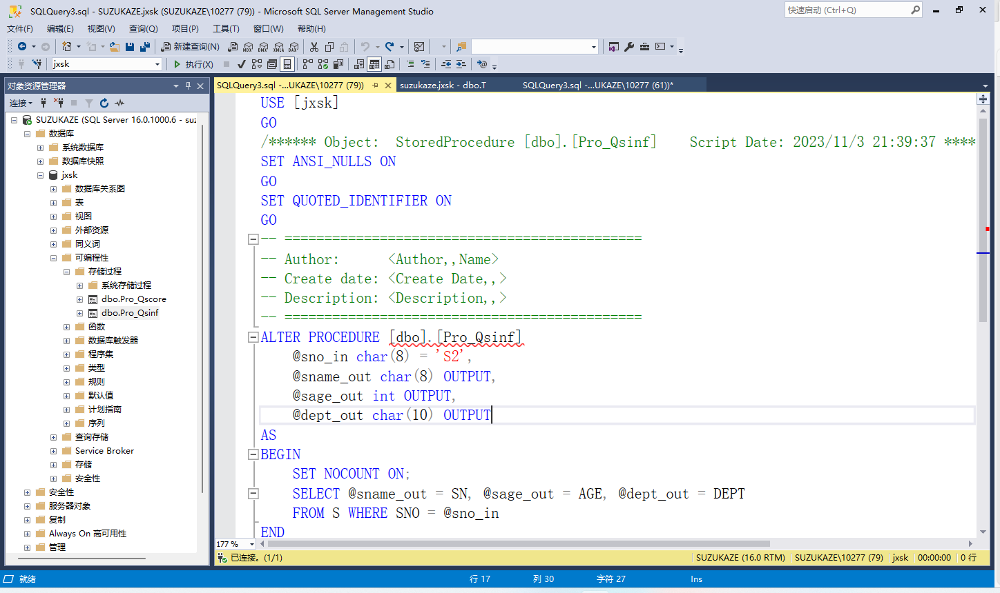 SQLQuery3.sql - SUZUKAZE.jxsk (SUZUKAZE\10277 (79)) - Microsoft SQL Server Management Studio
快速启动 (Ctrl+Q)
文件(F) 编辑(E) 视图(V) 查询(Q) 项目(P) 工具(T) 窗口(W) 帮助(H)
新建查询(N) MDX DMX XMLA DAX
jxsk 执行(X)
对象资源管理器
连接
SUZUKAZE (SQL Server 16.0.1000.6 - suz
数据库
系统数据库
数据库快照
jxsk
数据库关系图
表
视图
外部资源
同义词
可编程性
存储过程
系统存储过程
dbo.Pro_Qscore
dbo.Pro_Qsinf
函数
数据库触发器
程序集
类型
规则
默认值
计划指南
序列
查询存储
Service Broker
存储
安全性
安全性
服务器对象
复制
Always On 高可用性
管理
SQLQuery3.sql -...UKAZE\10277 (79)) suzukaze.jxsk - dbo.T SQLQuery3.sql -...UKAZE\10277 (61))*
USE [jxsk]
GO
/****** Object:  StoredProcedure [dbo].[Pro_Qsinf]    Script Date: 2023/11/3 21:39:37 ****
SET ANSI_NULLS ON
GO
SET QUOTED_IDENTIFIER ON
GO
-- =============================================
-- Author:      <Author,,Name>
-- Create date: <Create Date,,>
-- Description: <Description,,>
-- =============================================
ALTER PROCEDURE [dbo].[Pro_Qsinf]
    @sno_in char(8) = 'S2',
    @sname_out char(8) OUTPUT,
    @sage_out int OUTPUT,
    @dept_out char(10) OUTPUT
AS
BEGIN
    SET NOCOUNT ON;
    SELECT @sname_out = SN, @sage_out = AGE, @dept_out = DEPT
    FROM S WHERE SNO = @sno_in
END
177 %
已连接。(1/1) SUZUKAZE (16.0 RTM) SUZUKAZE\10277 (79) jxsk 00:00:00 0 行
就绪 行 17 列 30 字符 27 Ins